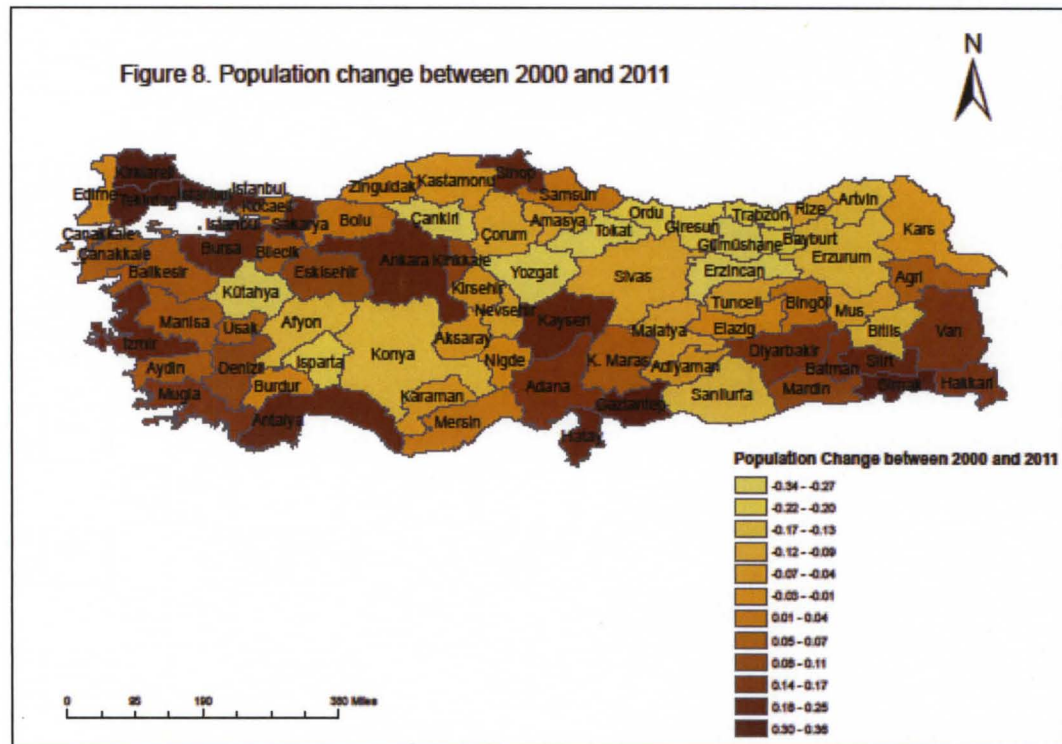 Figure 8. Population change between 2000 and 2011
N
Kirklareli
Edirne
Tekirdag
Istanbul
Istanbul
Kocaeli
Istanbul
Sakarya
Zinguldak
Kastamonu
Sinop
Samsun
Bolu
Çankiri
Çorum
Amasya
Tokat
Ordu
Giresun
Trabzon
Rize
Artvin
Kars
Gümüshane
Bayburt
Erzurum
Erzincan
Çanakkale
Çanakkale
Bursa
Bilecik
Balikesir
Eskisehir
Ankara
Kirikkale
Yozgat
Sivas
Kirsehir
Nevsehir
Kütahya
Manisa
Usak
Afyon
Izmir
Aydin
Denizli
Isparta
Burdur
Konya
Aksaray
Nigde
Kayseri
Malatya
Tunceli
Elazig
Bingöl
Mus
Agri
Bitlis
Van
Mugla
Antalya
Karaman
Mersin
Adana
K. Maras
Adiyaman
Gaziantep
Hatay
Sanliurfa
Diyarbakir
Batman
Mardin
Siirt
Sirnak
Hakkari
Population Change between 2000 and 2011
-0.34 - -0.27
-0.22 - -0.20
-0.17 - -0.13
-0.12 - -0.09
-0.07 - -0.04
-0.03 - -0.01
0.01 - 0.04
0.05 - 0.07
0.08 - 0.11
0.14 - 0.17
0.18 - 0.25
0.30 - 0.36
0 95 190 380 Miles